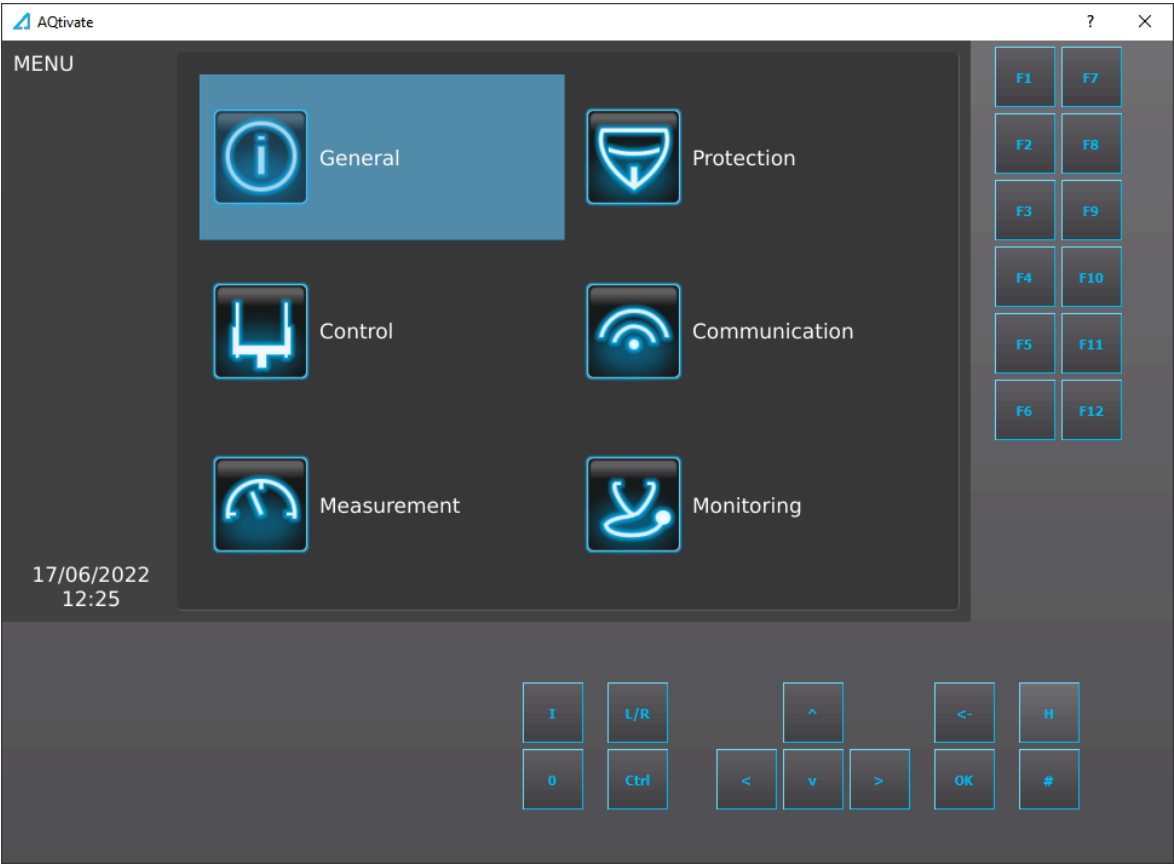 AQtivate
?
MENU
General
Protection
Control
Communication
Measurement
Monitoring
17/06/2022
12:25
F1 F7
F2 F8
F3 F9
F4 F10
F5 F11
F6 F12
I L/R ^ <- H
0 Ctrl < v > OK #